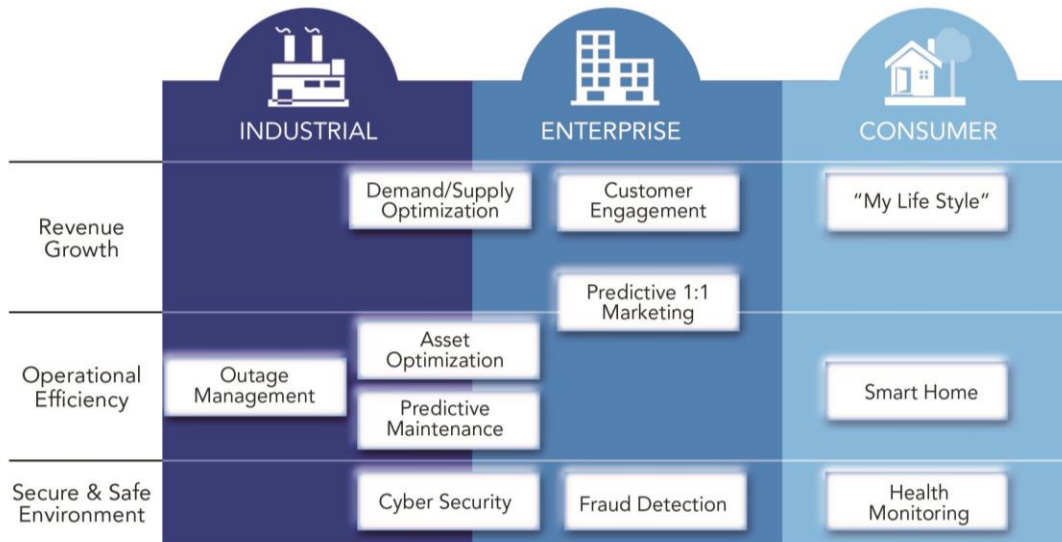 INDUSTRIAL
ENTERPRISE
CONSUMER
Revenue
Growth
Demand/Supply
Optimization
Customer
Engagement
“My Life Style”
Predictive 1:1
Marketing
Operational
Efficiency
Outage
Management
Asset
Optimization
Predictive
Maintenance
Smart Home
Secure & Safe
Environment
Cyber Security
Fraud Detection
Health
Monitoring